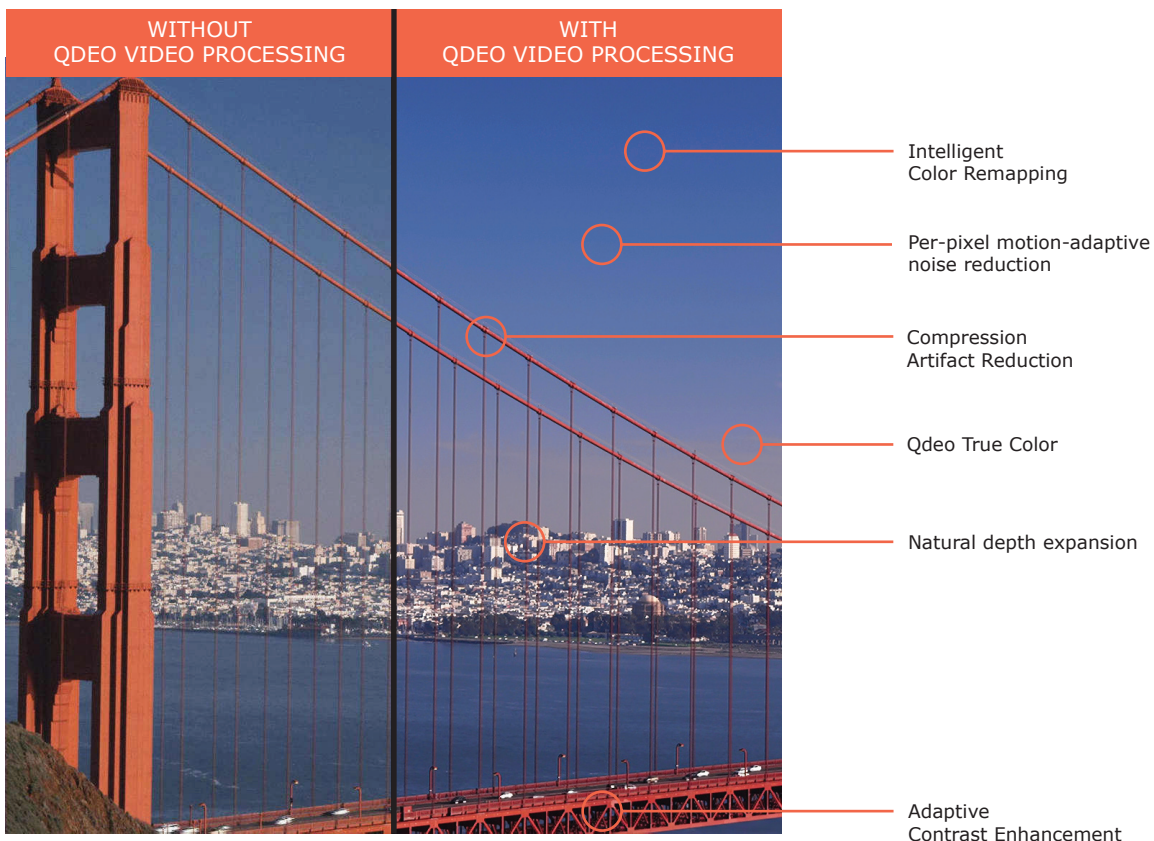 WITHOUT
QDEO VIDEO PROCESSING
WITH
QDEO VIDEO PROCESSING
Intelligent
Color Remapping
Per-pixel motion-adaptive
noise reduction
Compression
Artifact Reduction
Qdeo True Color
Natural depth expansion
Adaptive
Contrast Enhancement